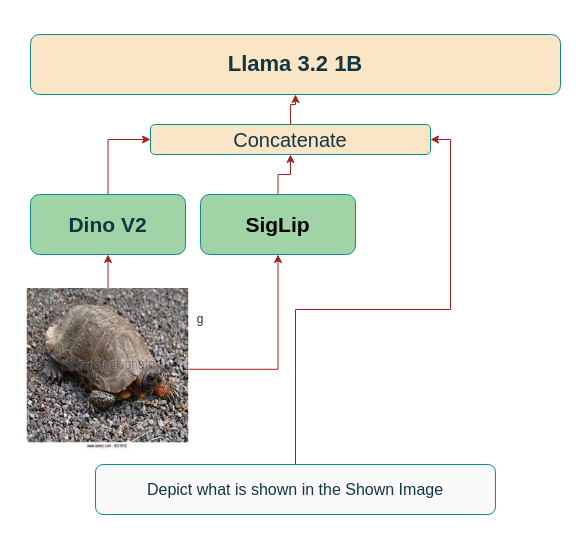 Llama 3.2 1B
Concatenate
Dino V2
SigLip
g
Depict what is shown in the Shown Image